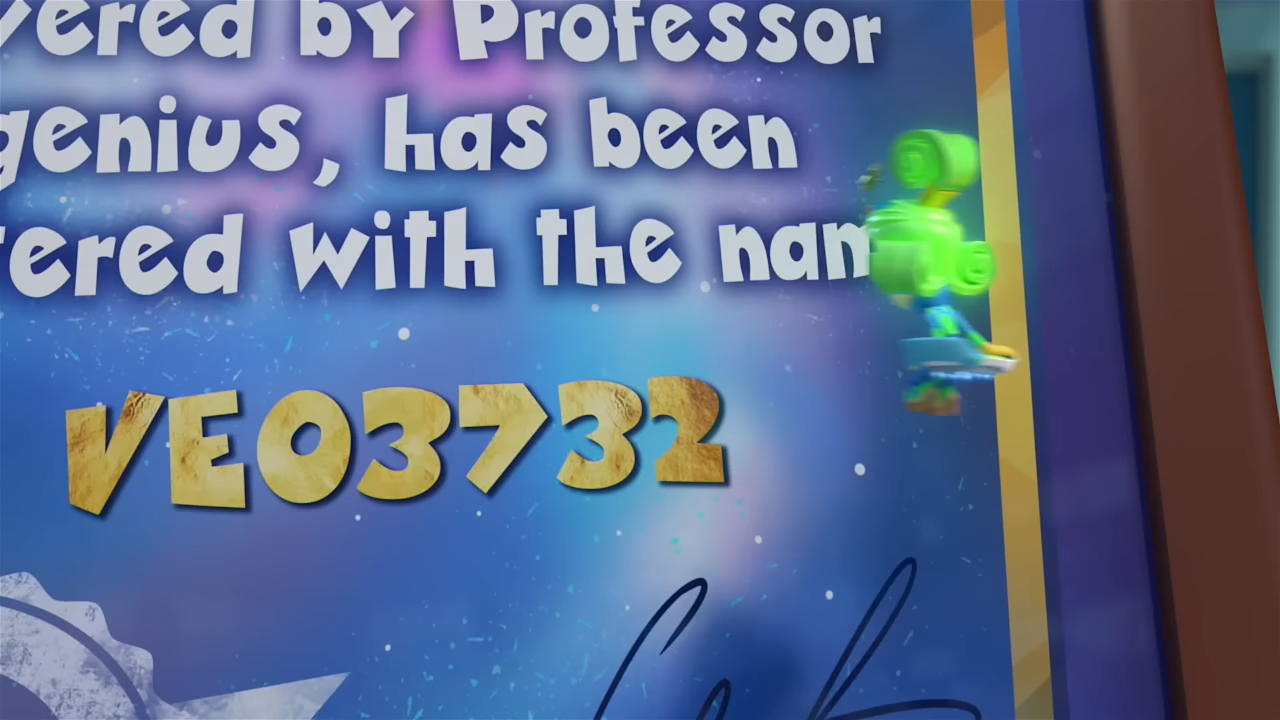 vered by Professor
genius, has been
tered with the nam
VE03732